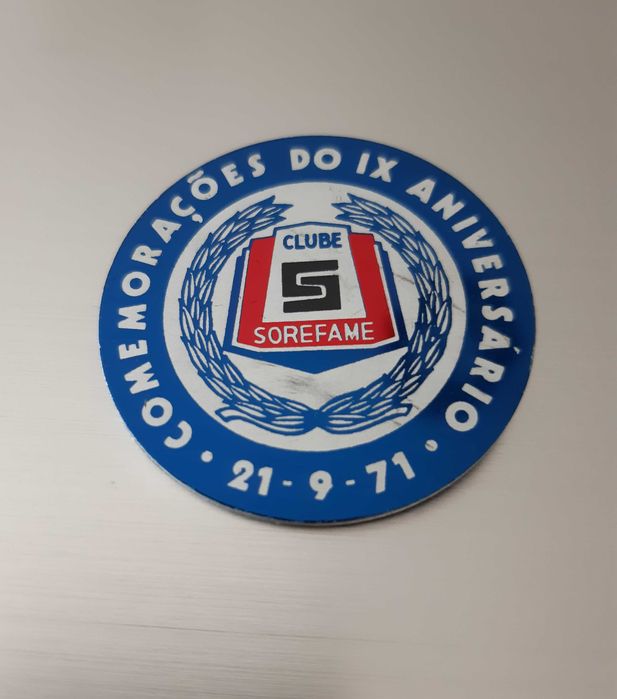 COMEMORAÇÕES DO IX ANIVERSÁRIO
CLUBE
S
SOREFAME
· 21-9-71 ·